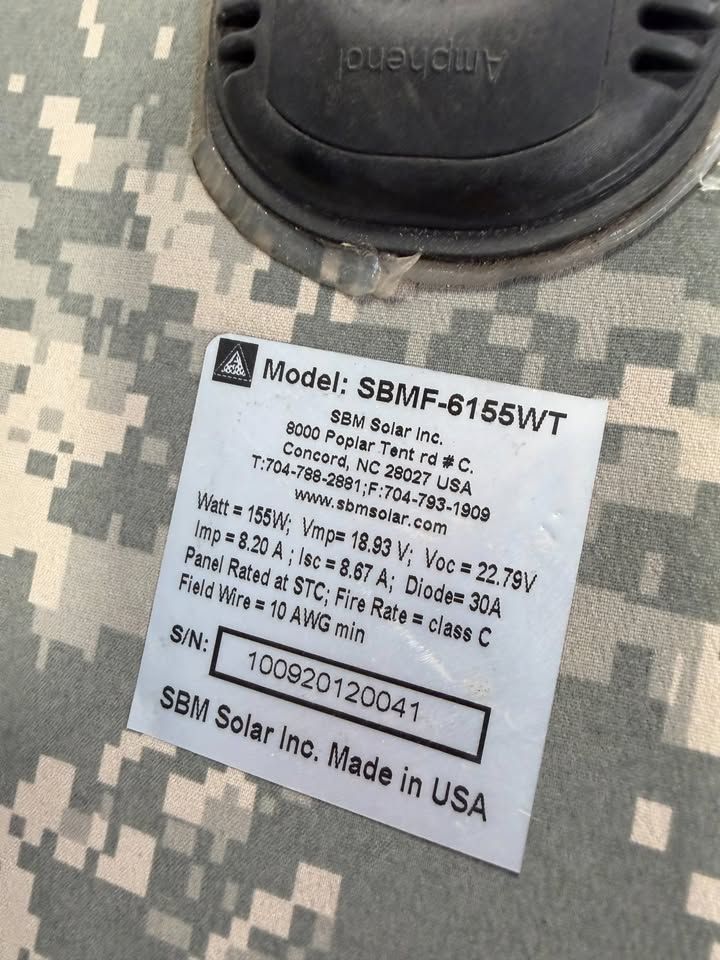 Amphenol
Model: SBMF-6155WT
SBM Solar Inc.
8000 Poplar Tent rd # C.
Concord, NC 28027 USA
T:704-788-2881;F:704-793-1909
www.sbmsolar.com
Watt = 155W; Vmp= 18.93 V; Voc = 22.79V
Imp = 8.20 A ; Isc = 8.67 A; Diode= 30A
Panel Rated at STC; Fire Rate = class C
Field Wire = 10 AWG min
S/N: 100920120041
SBM Solar Inc. Made in USA